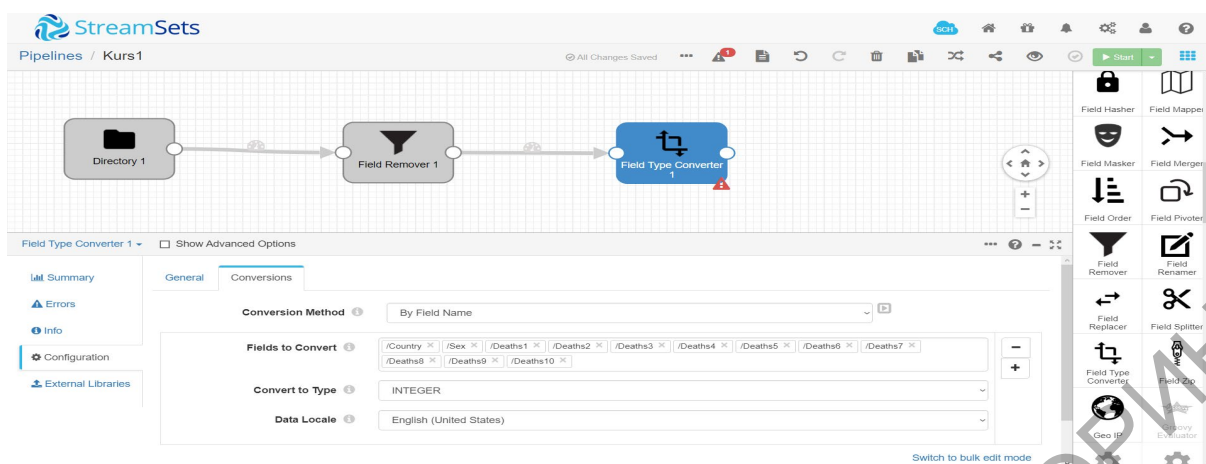 StreamSets
SCH
Pipelines / Kurs1
All Changes Saved
1
Start
Directory 1
Field Remover 1
Field Type Converter
1
Field Hasher
Field Mapper
Field Masker
Field Merger
Field Order
Field Pivoter
Field
Remover
Field
Renamer
Field
Replacer
Field Splitter
Field Type
Converter
Field Zip
Geo IP
Groovy
Evaluator
Field Type Converter 1
Show Advanced Options
Summary
Errors
Info
Configuration
External Libraries
General
Conversions
Conversion Method
By Field Name
Fields to Convert
/Country × /Sex × /Deaths1 × /Deaths2 × /Deaths3 × /Deaths4 × /Deaths5 × /Deaths6 × /Deaths7 ×
/Deaths8 × /Deaths9 × /Deaths10 ×
Convert to Type
INTEGER
Data Locale
English (United States)
Switch to bulk edit mode